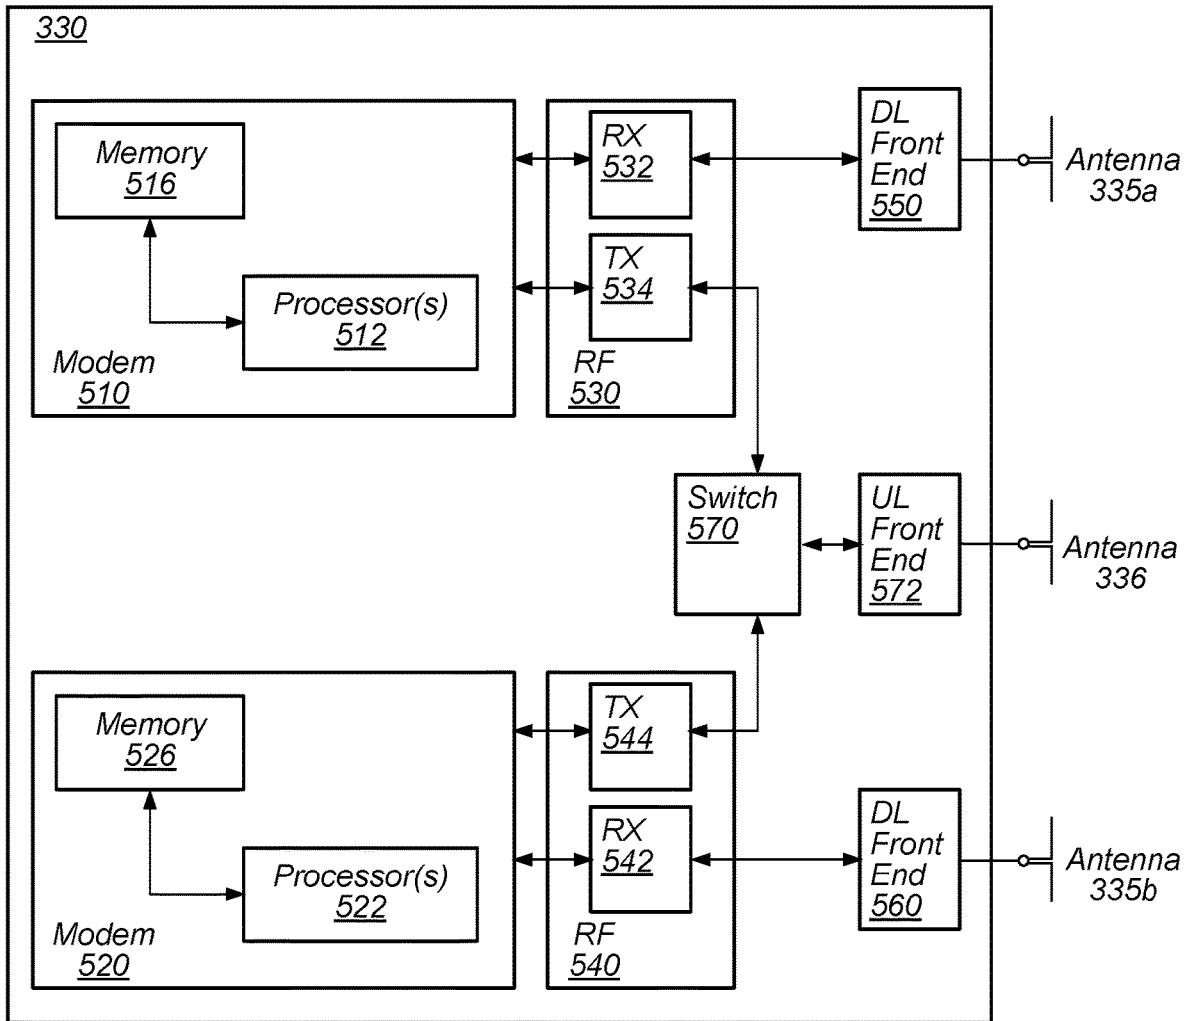 330
Memory
516
Processor(s)
512
Modem
510
RX
532
TX
534
RF
530
DL
Front
End
550
Antenna
335a
Switch
570
UL
Front
End
572
Antenna
336
Memory
526
Processor(s)
522
Modem
520
TX
544
RX
542
RF
540
DL
Front
End
560
Antenna
335b